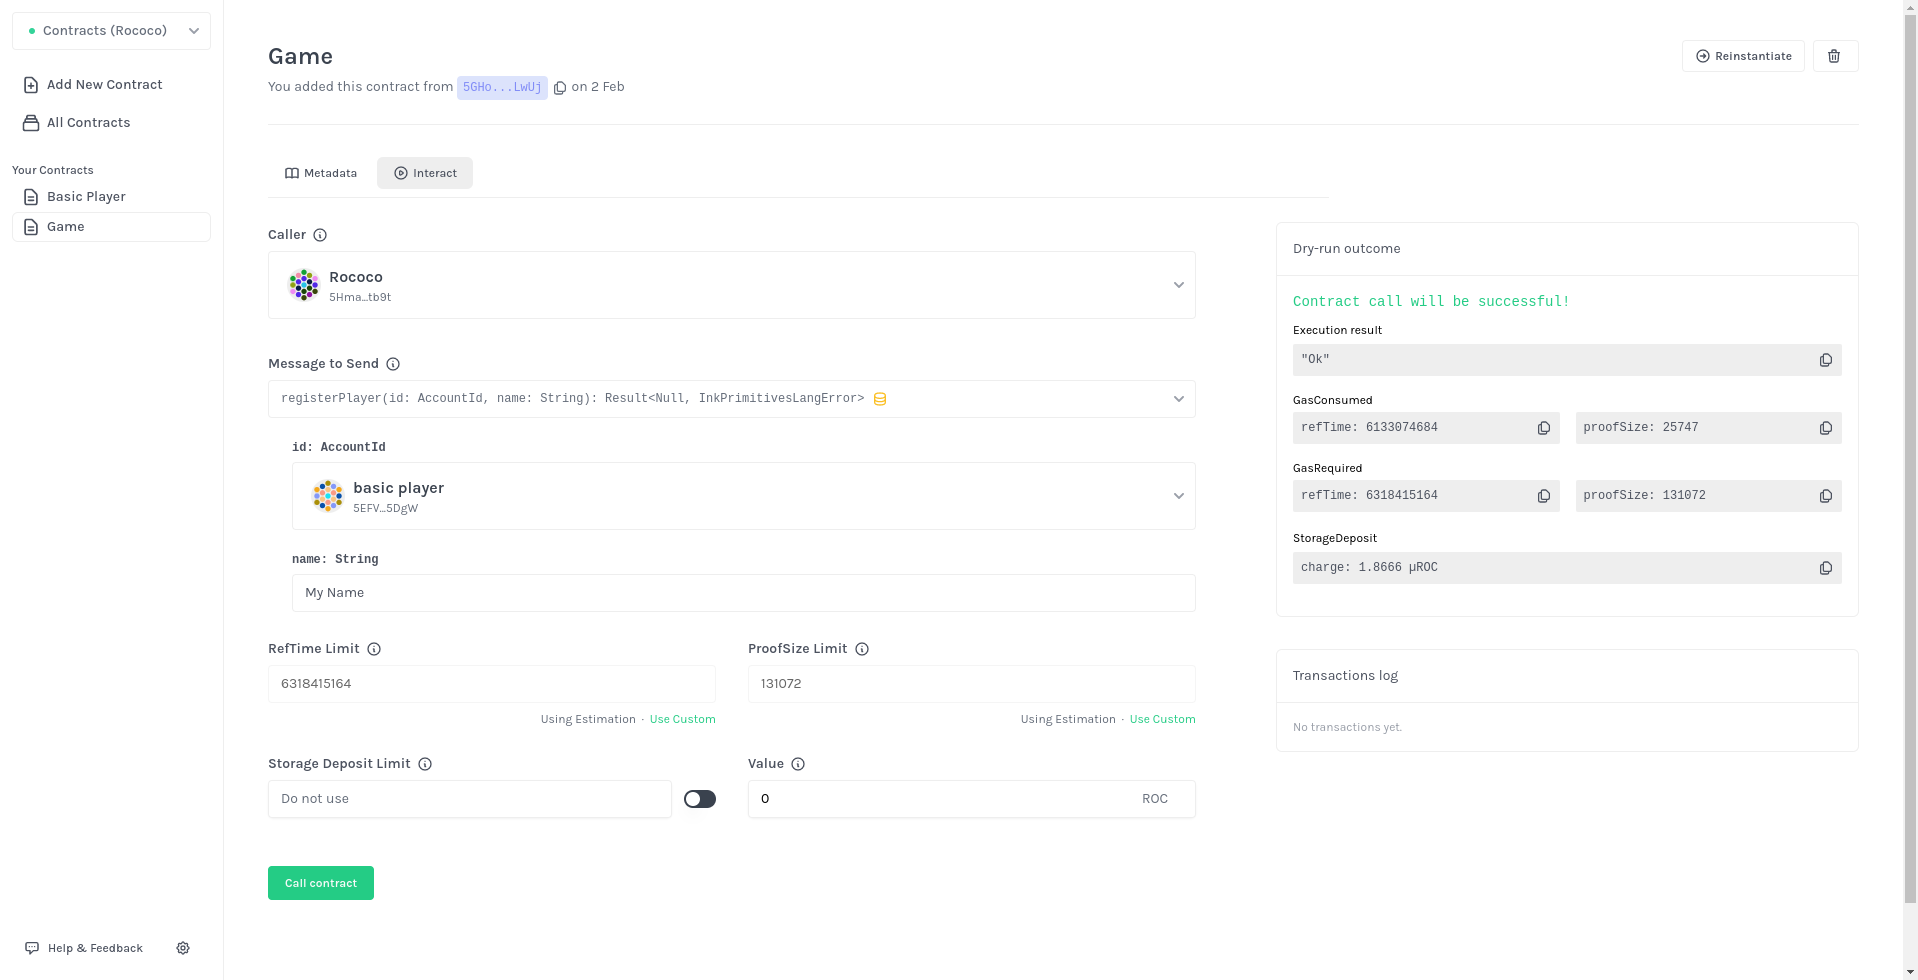 Contracts (Rococo)
Add New Contract
All Contracts
Your Contracts
Basic Player
Game
Help & Feedback
Game
You added this contract from 5GHo...LwUj on 2 Feb
Reinstantiate
Metadata
Interact
Caller
Rococo
5Hma...tb9t
Message to Send
registerPlayer(id: AccountId, name: String): Result<Null, InkPrimitivesLangError>
id: AccountId
basic player
5EFV...5DgW
name: String
My Name
RefTime Limit
6318415164
Using Estimation · Use Custom
ProofSize Limit
131072
Using Estimation · Use Custom
Storage Deposit Limit
Do not use
Value
0 ROC
Call contract
Dry-run outcome
Contract call will be successful!
Execution result
"Ok"
GasConsumed
refTime: 6133074684
proofSize: 25747
GasRequired
refTime: 6318415164
proofSize: 131072
StorageDeposit
charge: 1.8666 µROC
Transactions log
No transactions yet.